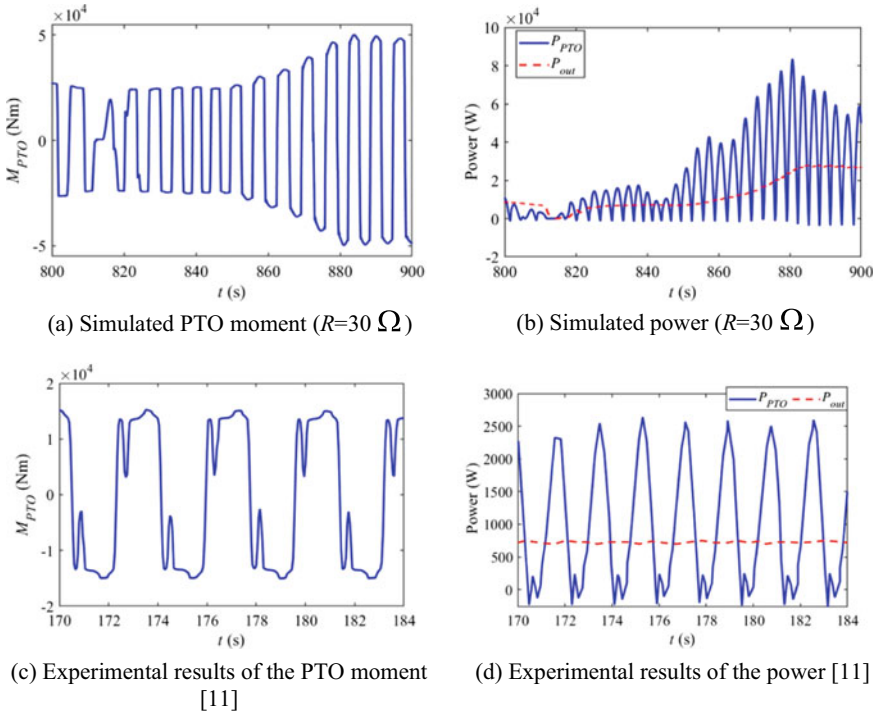 ×10⁴
5
0
-5
M_PTO (Nm)
800 820 840 860 880 900
t (s)
(a) Simulated PTO moment (R=30 Ω)
×10⁴
10
8
6
4
2
0
-2
Power (W)
P_PTO
P_out
800 820 840 860 880 900
t (s)
(b) Simulated power (R=30 Ω)
×10⁴
2
1
0
-1
-2
M_PTO (Nm)
170 172 174 176 178 180 182 184
t (s)
(c) Experimental results of the PTO moment
[11]
3000
2500
2000
1500
1000
750
500
0
Power (W)
P_PTO P_out
170 172 174 176 178 180 182 184
t (s)
(d) Experimental results of the power [11]